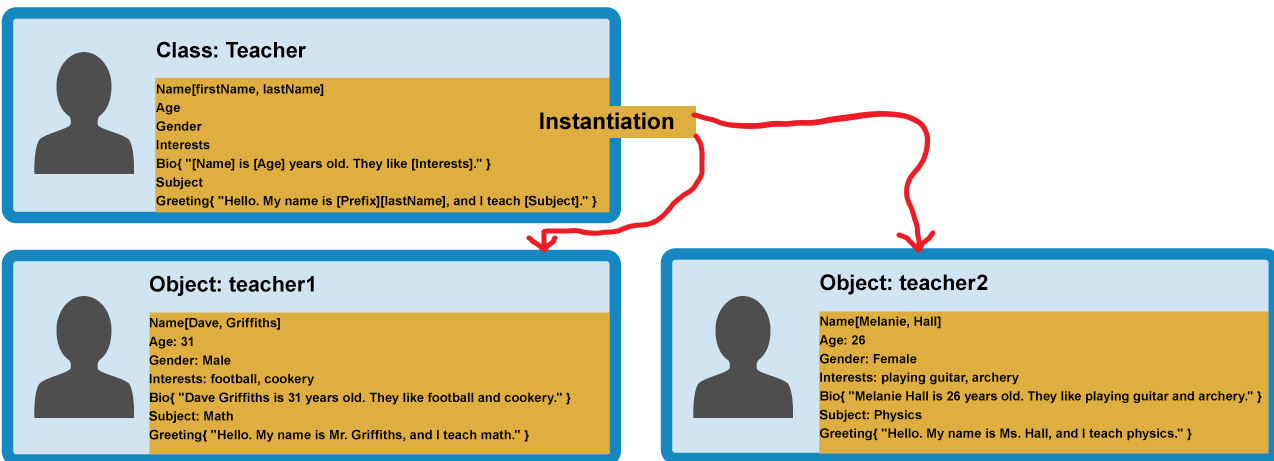 Class: Teacher
Name[firstName, lastName]
Age
Gender
Interests
Bio{ "[Name] is [Age] years old. They like [Interests]." }
Subject
Greeting{ "Hello. My name is [Prefix][lastName], and I teach [Subject]." }
Instantiation
Object: teacher1
Name[Dave, Griffiths]
Age: 31
Gender: Male
Interests: football, cookery
Bio{ "Dave Griffiths is 31 years old. They like football and cookery." }
Subject: Math
Greeting{ "Hello. My name is Mr. Griffiths, and I teach math." }
Object: teacher2
Name[Melanie, Hall]
Age: 26
Gender: Female
Interests: playing guitar, archery
Bio{ "Melanie Hall is 26 years old. They like playing guitar and archery." }
Subject: Physics
Greeting{ "Hello. My name is Ms. Hall, and I teach physics." }